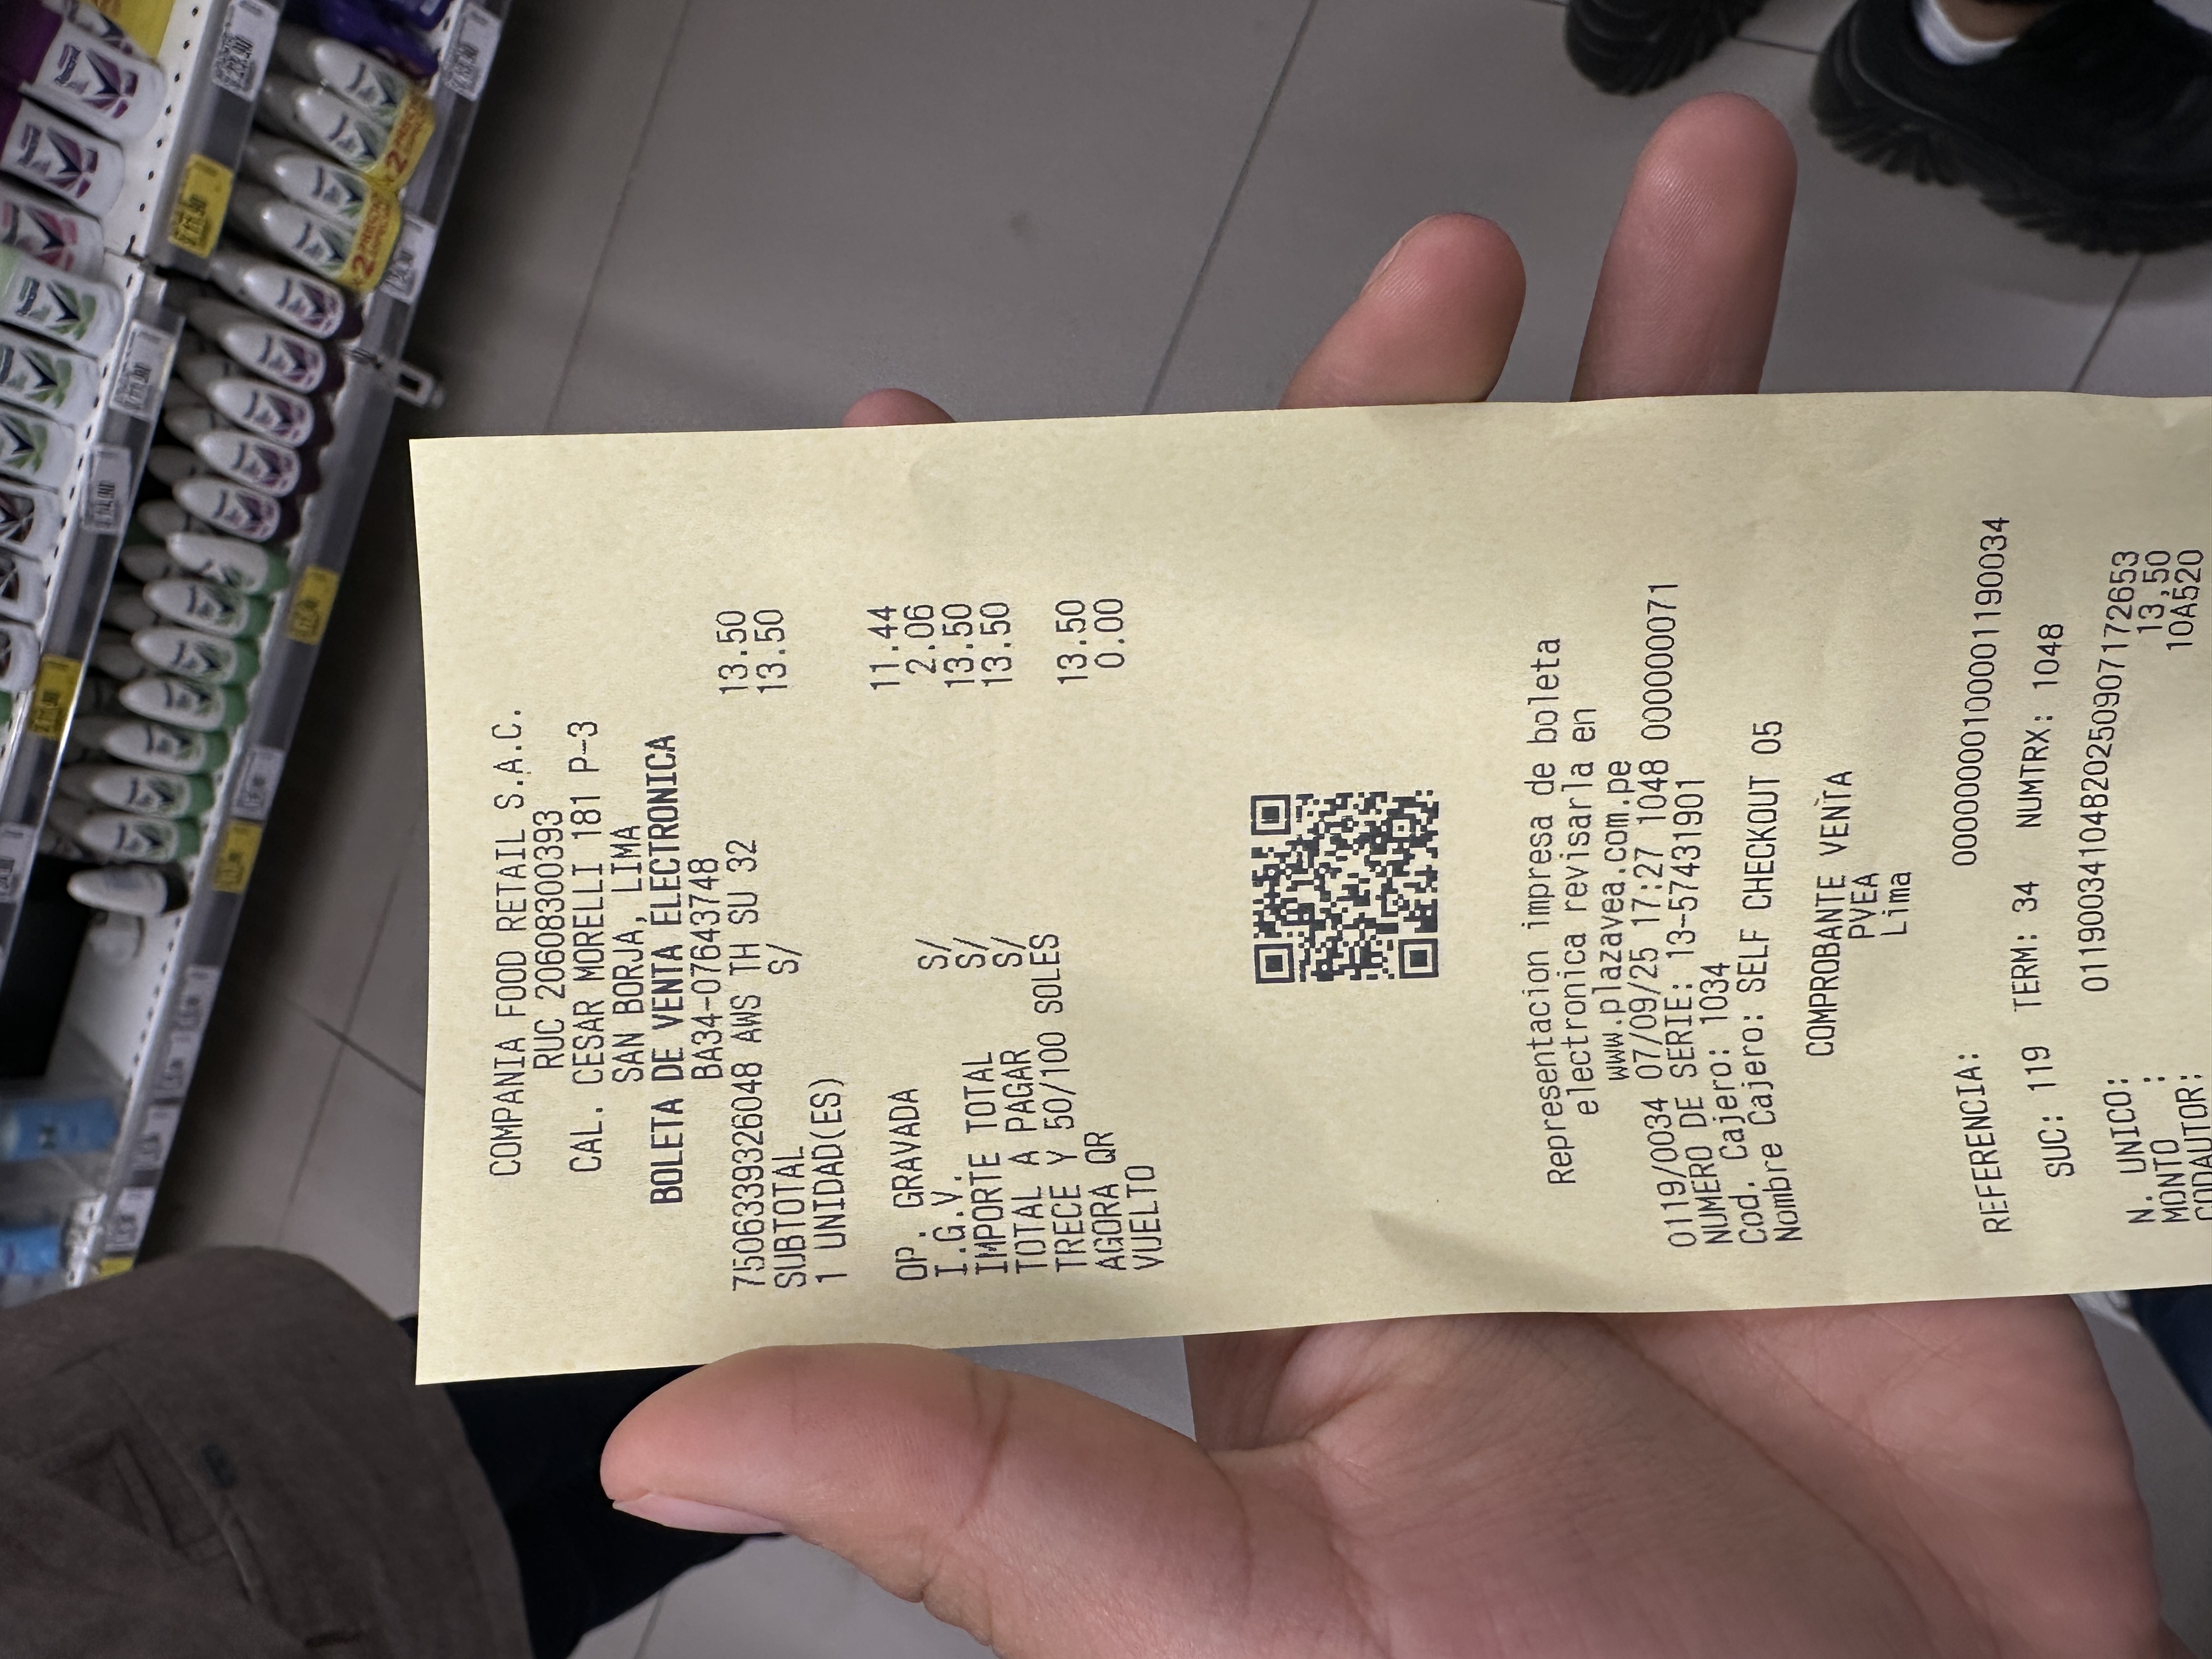 COMPANIA FOOD RETAIL S.A.C.
RUC 20608300393
CAL. CESAR MORELLI 181 P-3
SAN BORJA, LIMA
BOLETA DE VENTA ELECTRONICA
BA34-07643748
7506339326048 AWS TH SU 32 13.50
SUBTOTAL S/ 13.50
1 UNIDAD(ES)
OP. GRAVADA 11.44
I.G.V. S/ 2.06
IMPORTE TOTAL S/ 13.50
TOTAL A PAGAR S/ 13.50
TRECE Y 50/100 SOLES
AGORA QR 13.50
VUELTO 0.00
Representacion impresa de boleta
electronica revisarla en
www.plazavea.com.pe
0119/0034 07/09/25 17:27 1048 000000071
NUMERO DE SERIE: 13-57431901
Cod. Cajero: 1034
Nombre Cajero: SELF CHECKOUT 05
COMPROBANTE VENTA
PVEA
Lima
REFERENCIA: 00000000100001190034
SUC: 119 TERM: 34 NUMTRX: 1048
N. UNICO: 01190034104820250907172653
MONTO : 13,50
CODAUTOR: 10A520